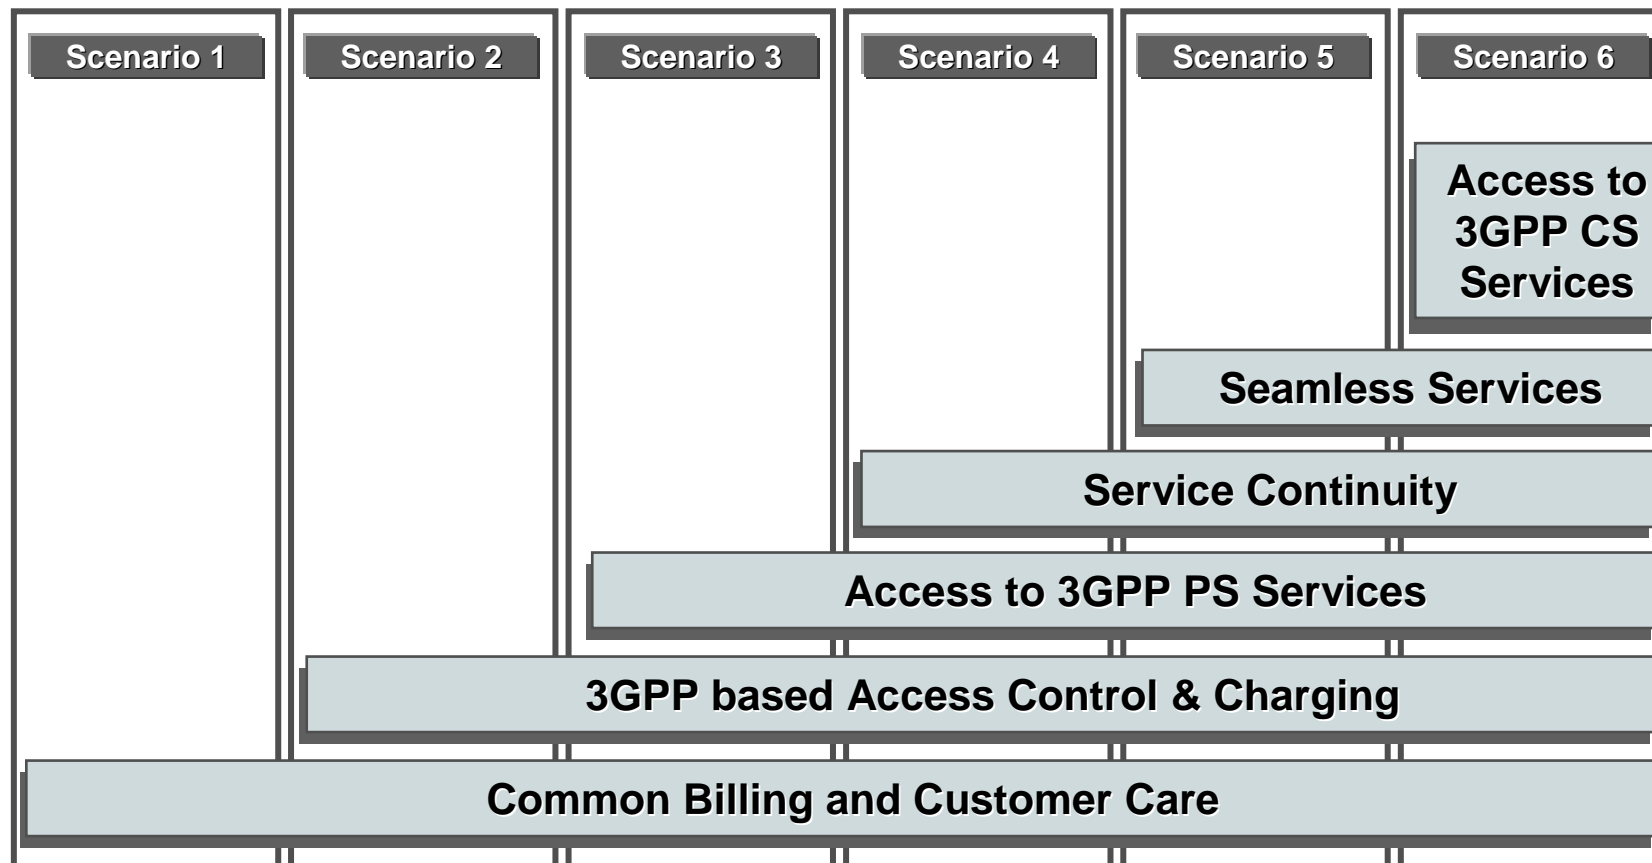 Scenario 1
Scenario 2
Scenario 3
Scenario 4
Scenario 5
Scenario 6
Access to
3GPP CS
Services
Seamless Services
Service Continuity
Access to 3GPP PS Services
3GPP based Access Control & Charging
Common Billing and Customer Care